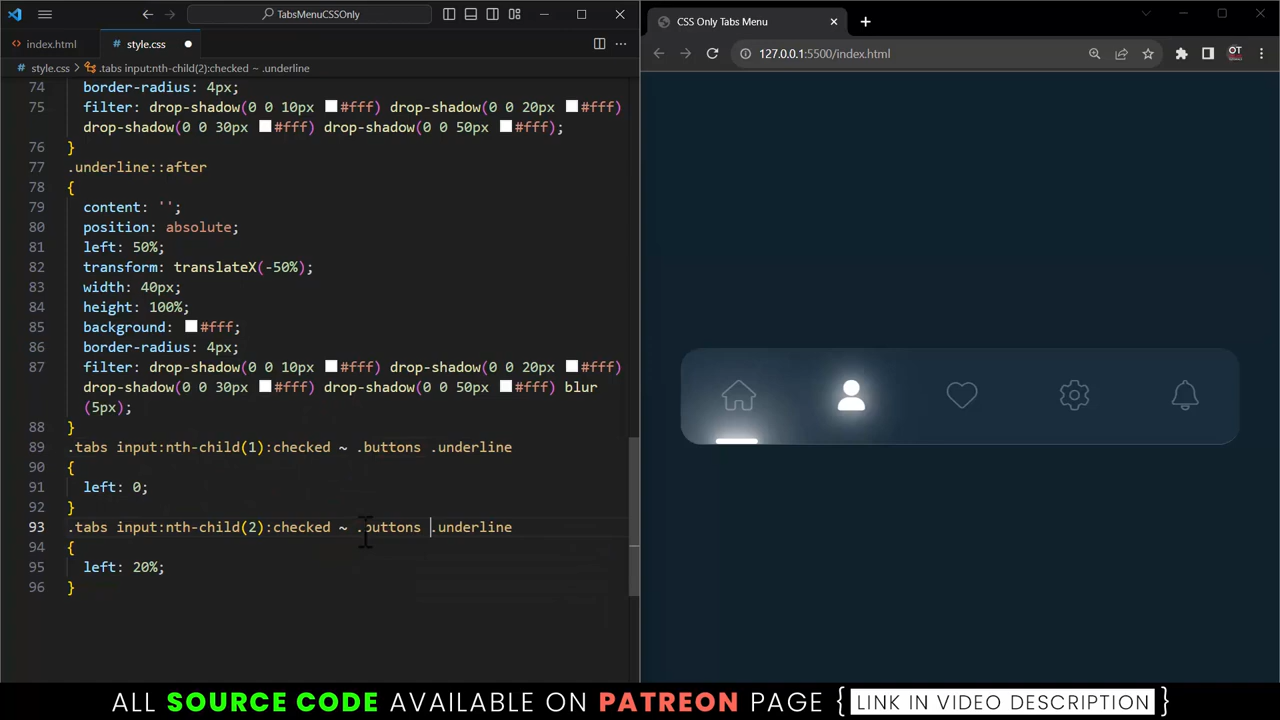 TabsMenuCSSOnly
index.html
style.css
style.css > .tabs input:nth-child(2):checked ~ .underline
74 border-radius: 4px;
75 filter: drop-shadow(0 0 10px #fff) drop-shadow(0 0 20px #fff)
drop-shadow(0 0 30px #fff) drop-shadow(0 0 50px #fff);
76 }
77 .underline::after
78 {
79 content: '';
80 position: absolute;
81 left: 50%;
82 transform: translateX(-50%);
83 width: 40px;
84 height: 100%;
85 background: #fff;
86 border-radius: 4px;
87 filter: drop-shadow(0 0 10px #fff) drop-shadow(0 0 20px #fff)
drop-shadow(0 0 30px #fff) drop-shadow(0 0 50px #fff) blur
(5px);
88 }
89 .tabs input:nth-child(1):checked ~ .buttons .underline
90 {
91 left: 0;
92 }
93 .tabs input:nth-child(2):checked ~ .buttons .underline
94 {
95 left: 20%;
96 }
CSS Only Tabs Menu
127.0.0.1:5500/index.html
OT
ALL SOURCE CODE AVAILABLE ON PATREON PAGE { LINK IN VIDEO DESCRIPTION }